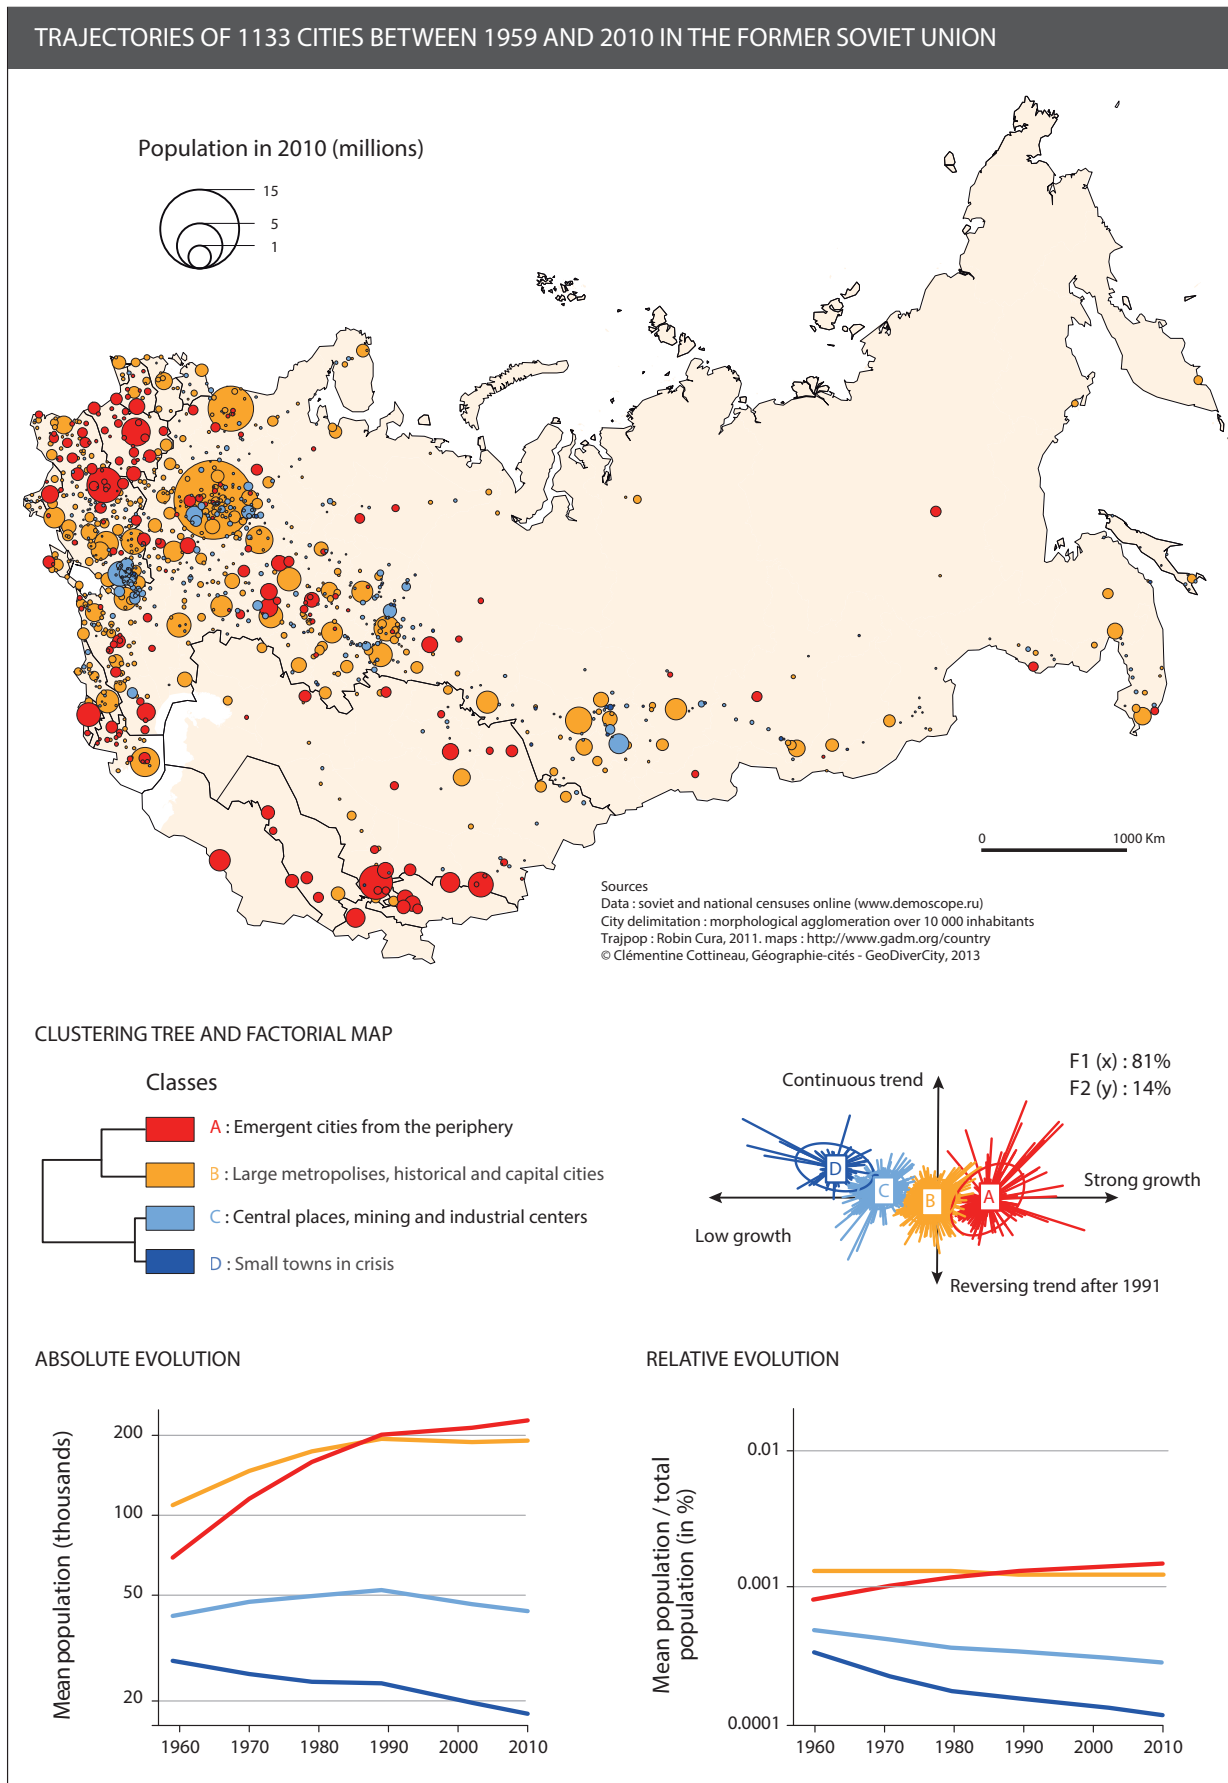 TRAJECTORIES OF 1133 CITIES BETWEEN 1959 AND 2010 IN THE FORMER SOVIET UNION
Population in 2010 (millions)
15
5
1
0 1000 Km
Sources
Data : soviet and national censuses online (www.demoscope.ru)
City delimitation : morphological agglomeration over 10 000 inhabitants
Trajpop : Robin Cura, 2011. maps : http://www.gadm.org/country
© Clémentine Cottineau, Géographie-cités - GeoDiverCity, 2013
CLUSTERING TREE AND FACTORIAL MAP
Classes
A : Emergent cities from the periphery
B : Large metropolises, historical and capital cities
C : Central places, mining and industrial centers
D : Small towns in crisis
F1 (x) : 81%
F2 (y) : 14%
Continuous trend
D
C
B
A
Strong growth
Low growth
Reversing trend after 1991
ABSOLUTE EVOLUTION
Mean population (thousands)
200
100
50
20
1960 1970 1980 1990 2000 2010
RELATIVE EVOLUTION
Mean population / total
population (in %)
0.01
0.001
0.0001
1960 1970 1980 1990 2000 2010